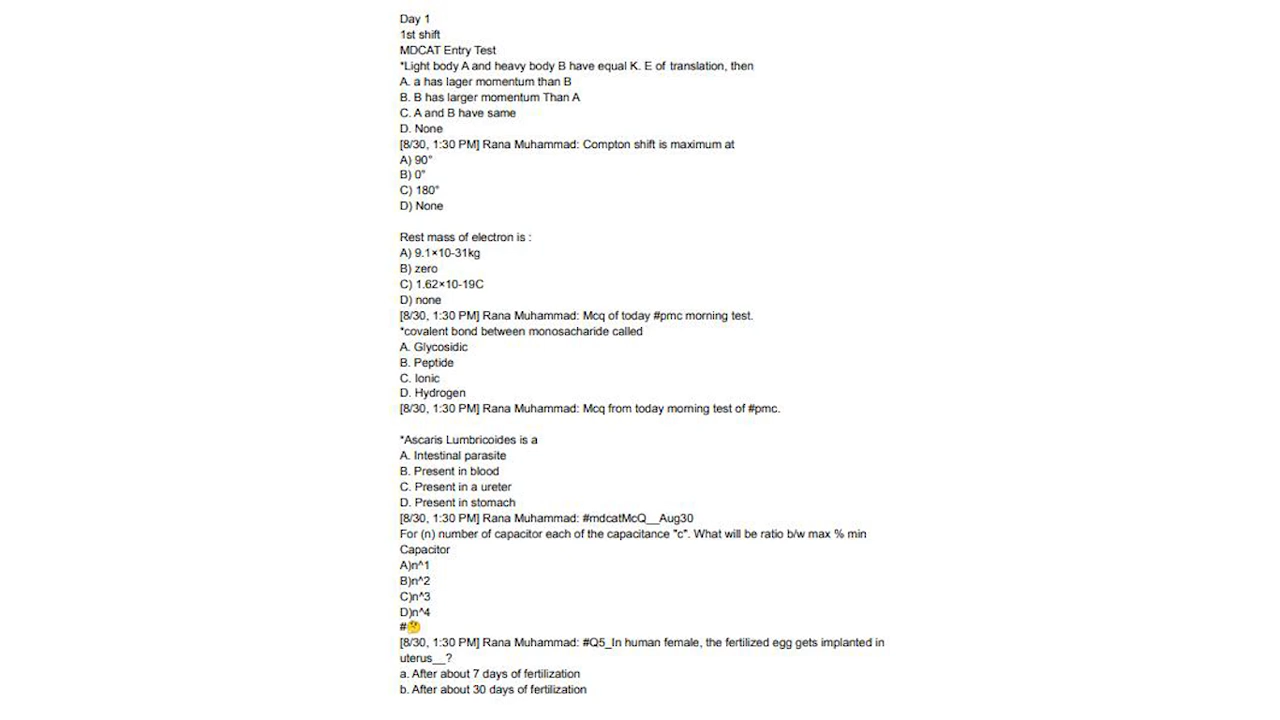 Day 1
1st shift
MDCAT Entry Test
*Light body A and heavy body B have equal K. E of translation, then
A. a has lager momentum than B
B. B has larger momentum Than A
C. A and B have same
D. None
[8/30, 1:30 PM] Rana Muhammad: Compton shift is maximum at
A) 90°
B) 0°
C) 180°
D) None
Rest mass of electron is :
A) 9.1×10-31kg
B) zero
C) 1.62×10-19C
D) none
[8/30, 1:30 PM] Rana Muhammad: Mcq of today #pmc morning test.
*covalent bond between monosacharide called
A. Glycosidic
B. Peptide
C. Ionic
D. Hydrogen
[8/30, 1:30 PM] Rana Muhammad: Mcq from today morning test of #pmc.
*Ascaris Lumbricoides is a
A. Intestinal parasite
B. Present in blood
C. Present in a ureter
D. Present in stomach
[8/30, 1:30 PM] Rana Muhammad: #mdcatMcQ__Aug30
For (n) number of capacitor each of the capacitance "c". What will be ratio b/w max % min
Capacitor
A)n^1
B)n^2
C)n^3
D)n^4
#🤔
[8/30, 1:30 PM] Rana Muhammad: #Q5_In human female, the fertilized egg gets implanted in
uterus__?
a. After about 7 days of fertilization
b. After about 30 days of fertilization